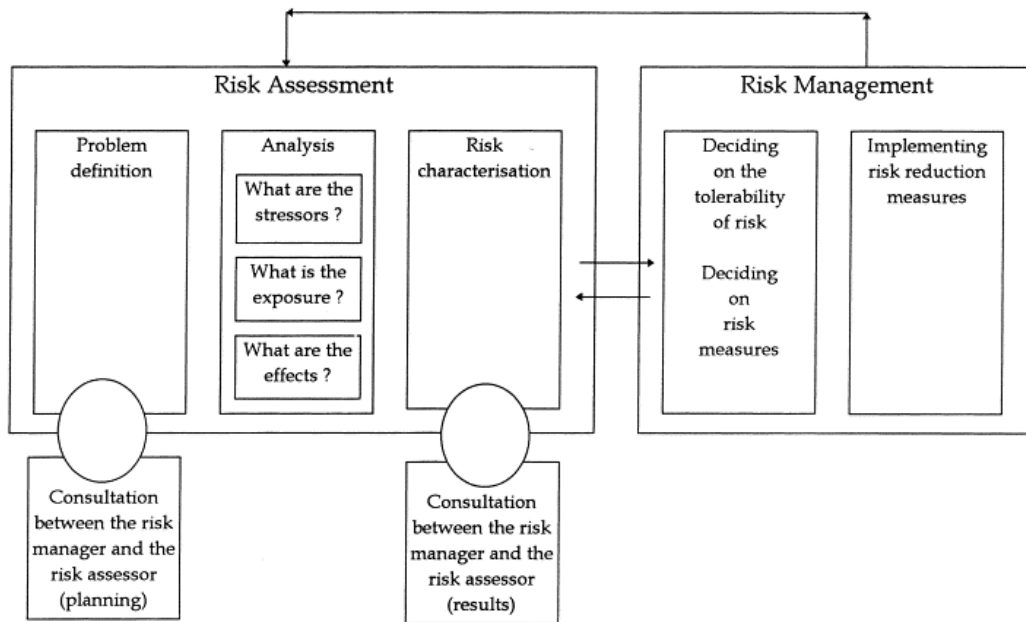 Risk Assessment
Problem
definition
Analysis
What are the
stressors ?
What is the
exposure ?
What are the
effects ?
Risk
characterisation
Risk Management
Deciding
on the
tolerability
of risk
Deciding
on
risk
measures
Implementing
risk reduction
measures
Consultation
between the risk
manager and the
risk assessor
(planning)
Consultation
between the risk
manager and the
risk assessor
(results)